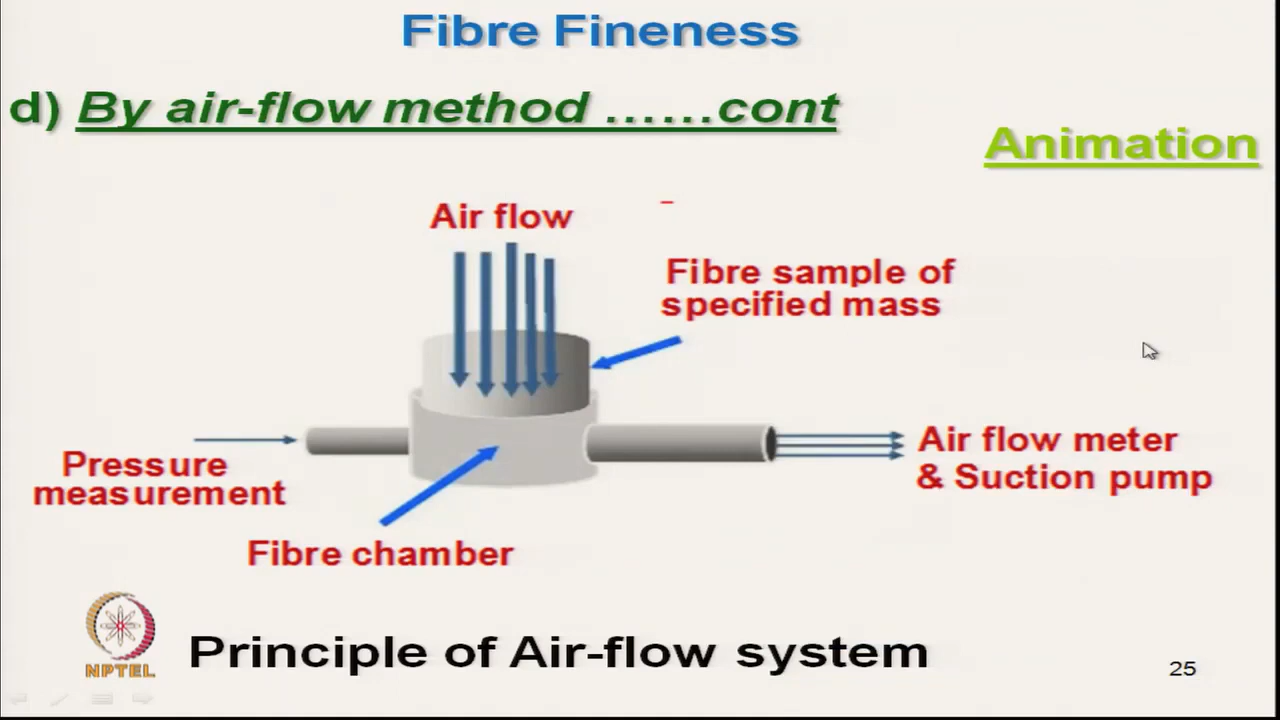 Fibre Fineness
d) By air-flow method ......cont
Animation
Air flow
Fibre sample of
specified mass
Air flow meter
& Suction pump
Pressure
measurement
Fibre chamber
NPTEL
Principle of Air-flow system
25